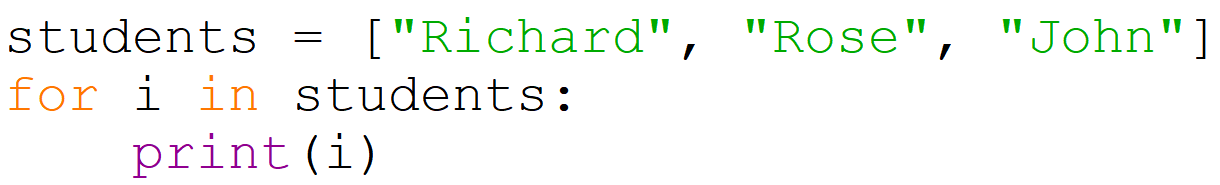 students = ["Richard", "Rose", "John"]
for i in students:
    print(i)